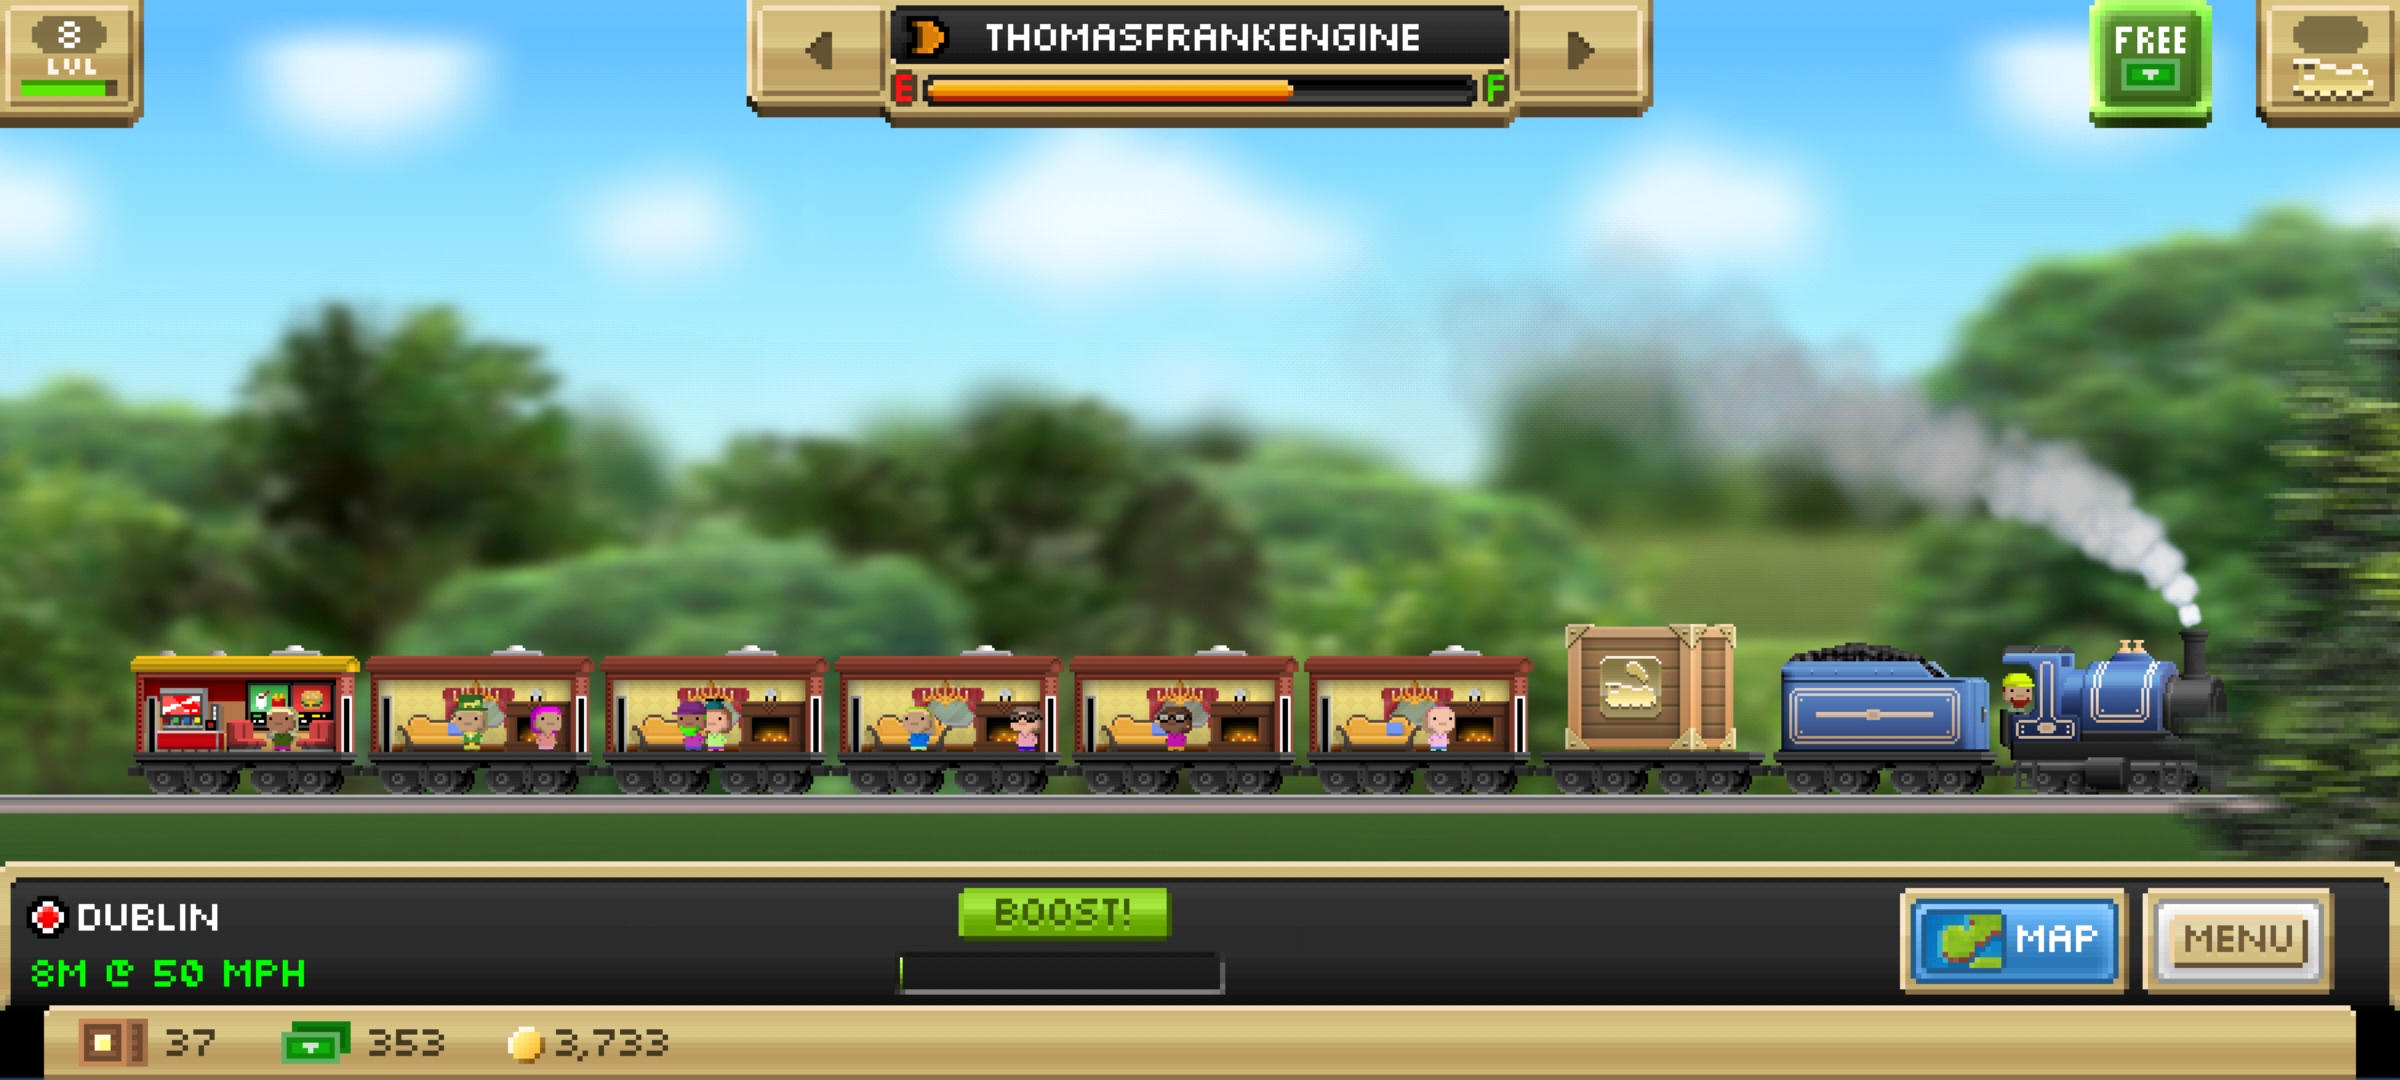 8
LVL
THOMASFRANKENGINE
E F
FREE
DUBLIN
8M @ 50 MPH
BOOST!
MAP
MENU
37 353 3,733